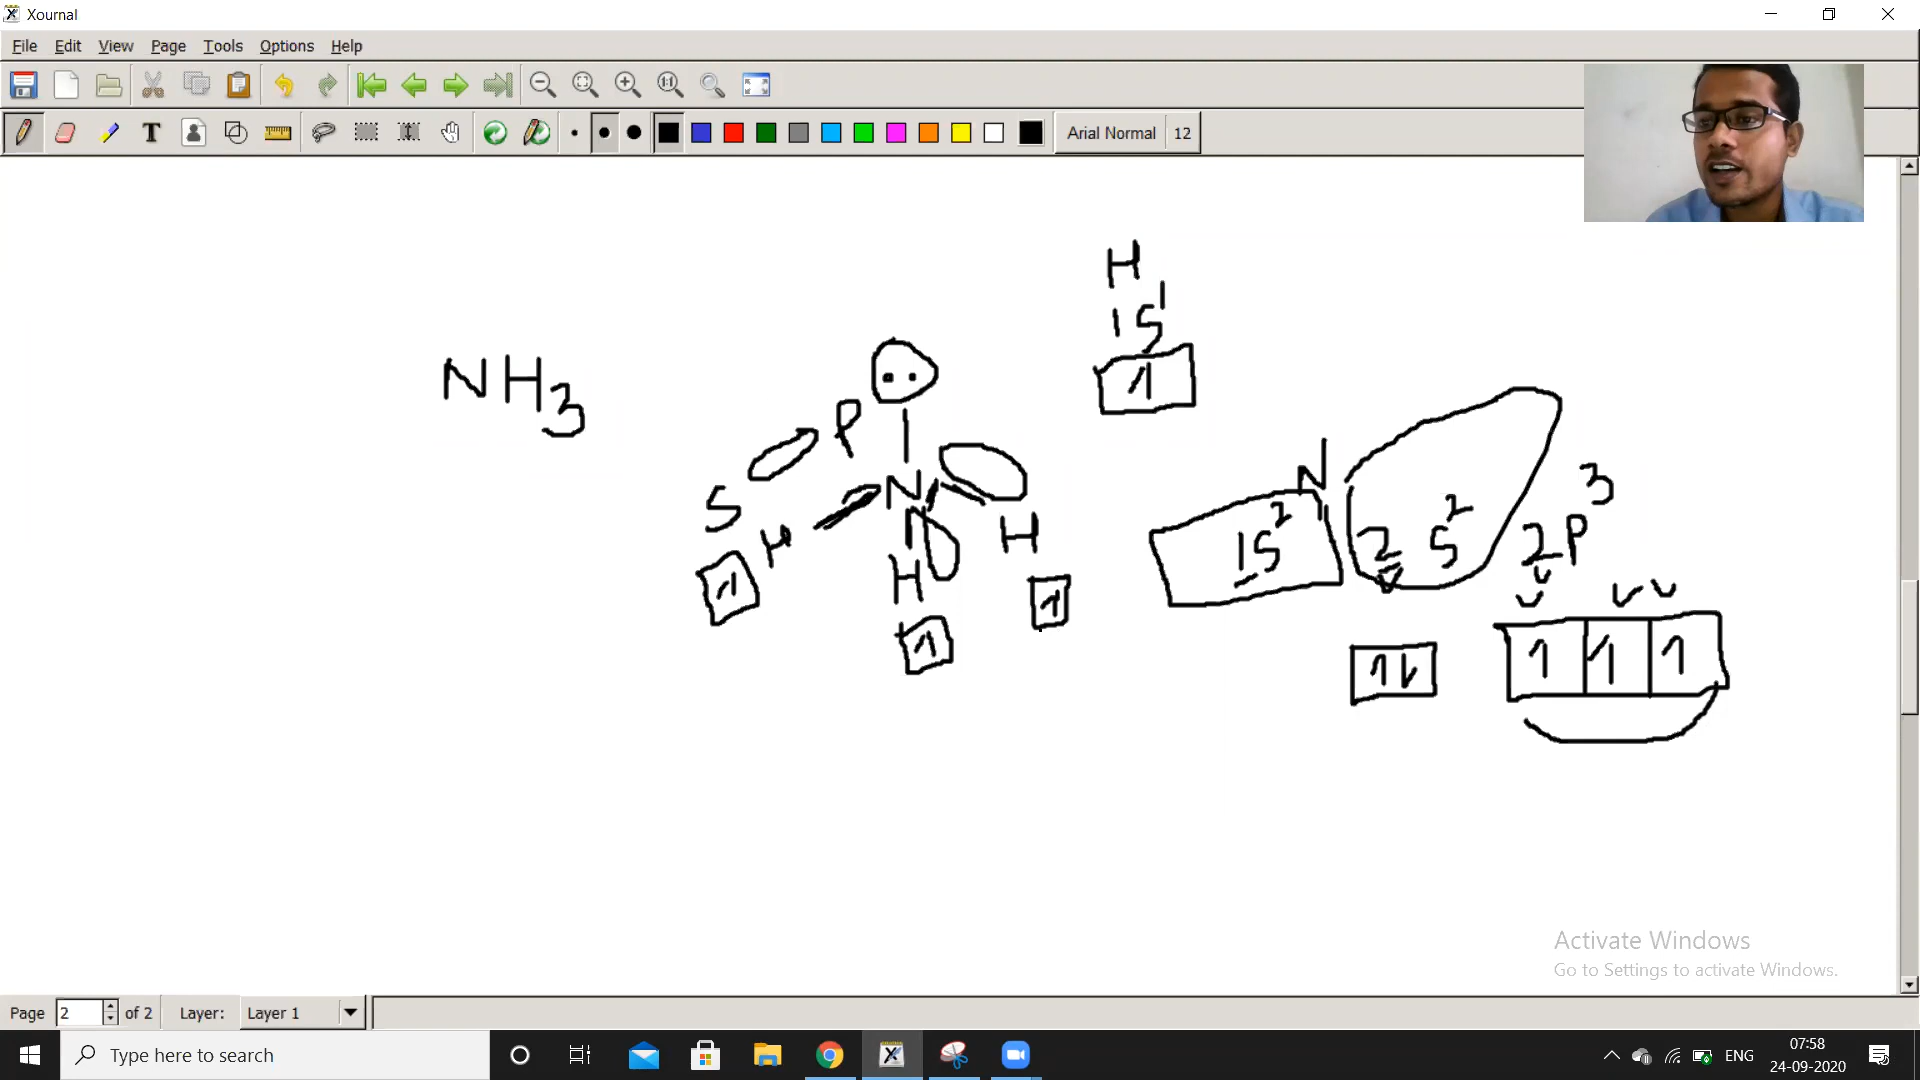 Xournal
File Edit View Page Tools Options Help
Arial Normal 12
H
1S¹
1
NH₃
P
S
N
H
H
H
1
1
1
N
1S² 2S² 2P³
1 1 1
Activate Windows
Go to Settings to activate Windows.
Page 2 of 2 Layer: Layer 1
Type here to search
ENG
07:58
24-09-2020